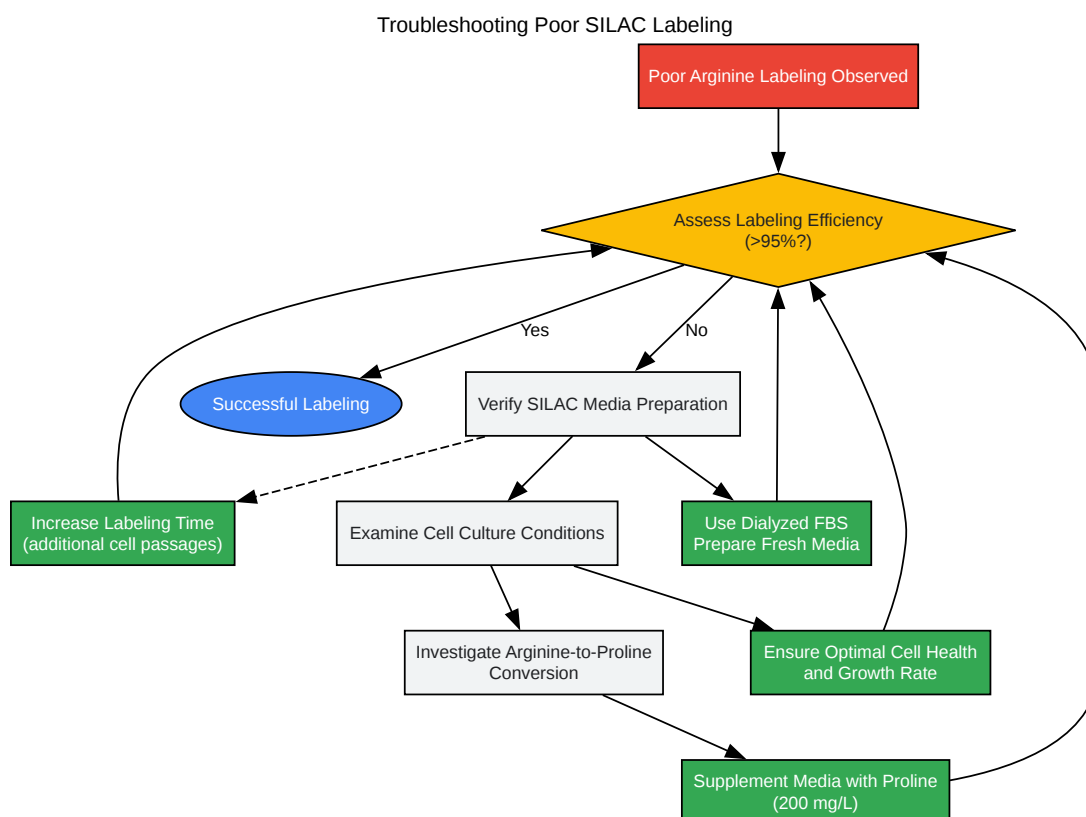 Troubleshooting Poor SILAC Labeling
Poor Arginine Labeling Observed
Assess Labeling Efficiency
(>95%?)
Yes
No
Successful Labeling
Verify SILAC Media Preparation
Increase Labeling Time
(additional cell passages)
Examine Cell Culture Conditions
Use Dialyzed FBS
Prepare Fresh Media
Investigate Arginine-to-Proline
Conversion
Ensure Optimal Cell Health
and Growth Rate
Supplement Media with Proline
(200 mg/L)